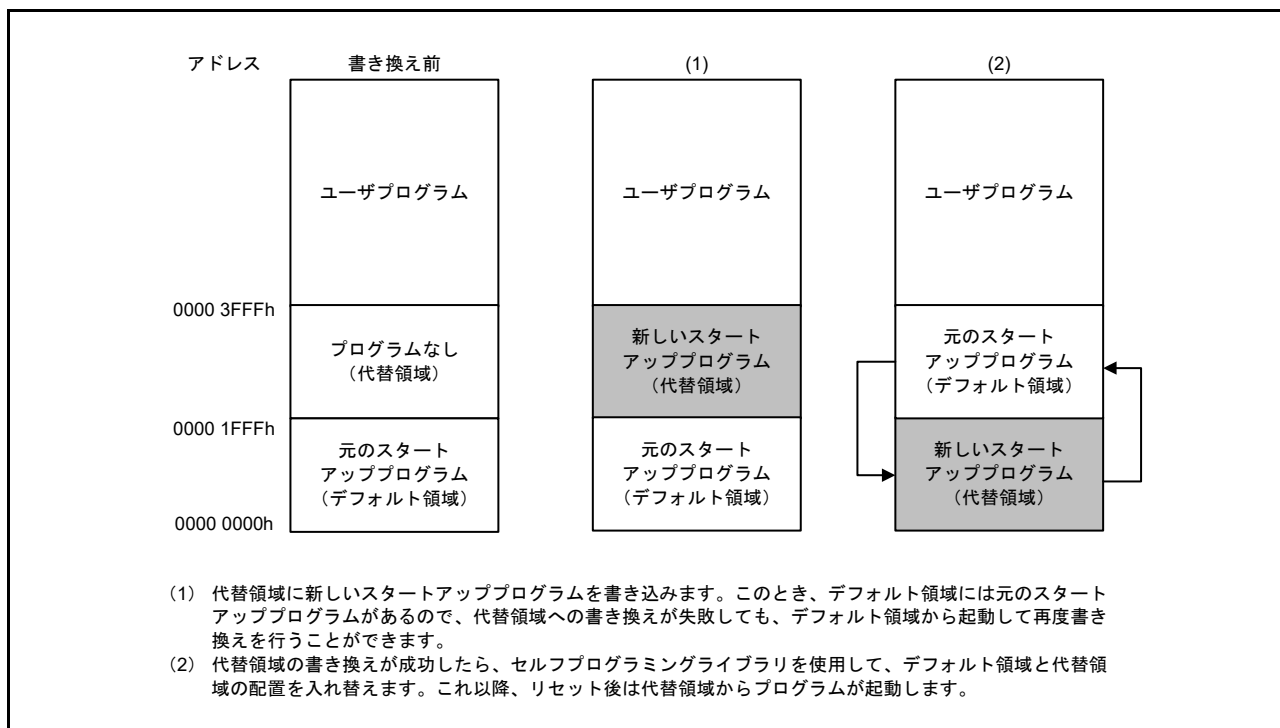 アドレス
書き換え前
(1)
(2)
ユーザプログラム
ユーザプログラム
ユーザプログラム
0000 3FFFh
プログラムなし
（代替領域）
新しいスタート
アッププログラム
（代替領域）
元のスタート
アッププログラム
（デフォルト領域）
0000 1FFFh
元のスタート
アッププログラム
（デフォルト領域）
元のスタート
アッププログラム
（デフォルト領域）
新しいスタート
アッププログラム
（代替領域）
0000 0000h
(1) 代替領域に新しいスタートアッププログラムを書き込みます。このとき、デフォルト領域には元のスタート
アッププログラムがあるので、代替領域への書き換えが失敗しても、デフォルト領域から起動して再度書き
換えを行うことができます。
(2) 代替領域の書き換えが成功したら、セルフプログラミングライブラリを使用して、デフォルト領域と代替領
域の配置を入れ替えます。これ以降、リセット後は代替領域からプログラムが起動します。